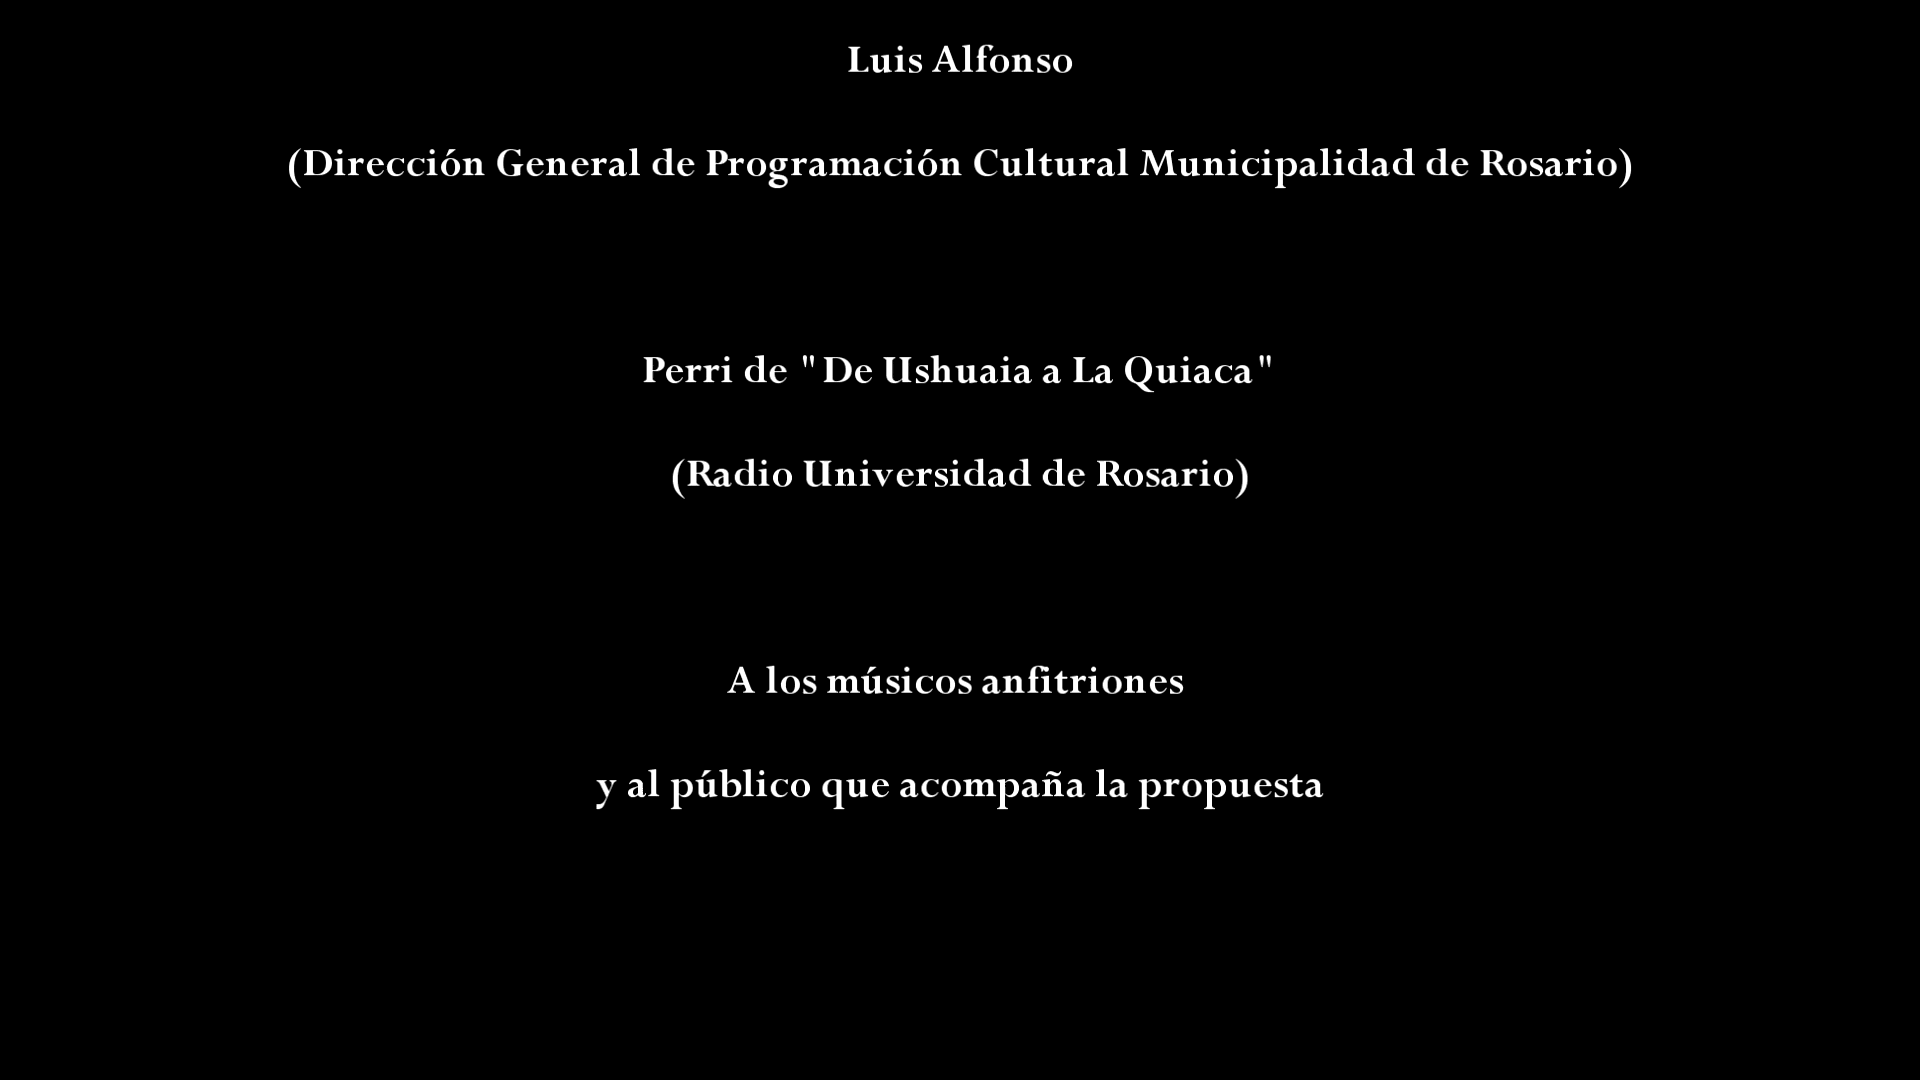 Luis Alfonso
(Dirección General de Programación Cultural Municipalidad de Rosario)
Perri de "De Ushuaia a La Quiaca"
(Radio Universidad de Rosario)
A los músicos anfitriones
y al público que acompaña la propuesta